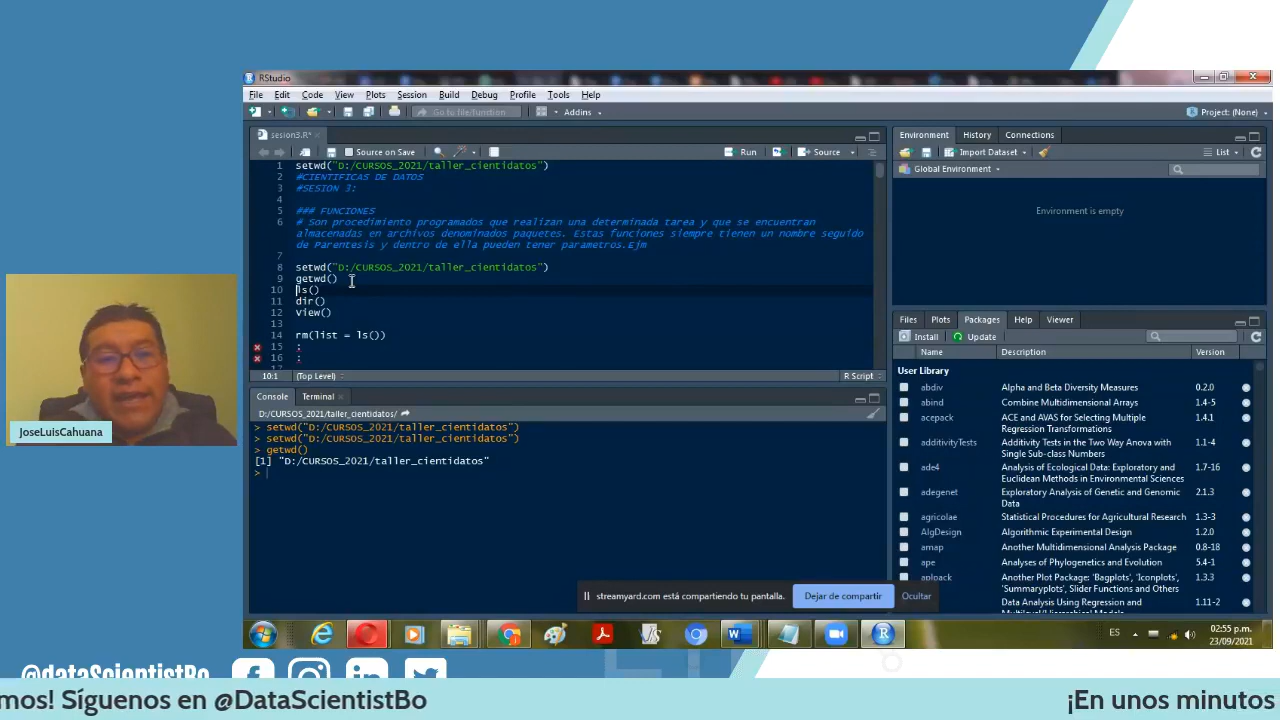 RStudio
File Edit Code View Plots Session Build Debug Profile Tools Help
Go to file/function
Addins
Project: (None)
sesion3.R*
Source on Save
Run
Source
1 setwd("D:/CURSOS_2021/taller_cientidatos")
2 #CIENTIFICAS DE DATOS
3 #SESION 3:
4
5 ### FUNCIONES
6 # Son procedimiento programados que realizan una determinada tarea y que se encuentran
almacenadas en archivos denominados paquetes. Estas funciones siempre tienen un nombre seguido
de Parentesis y dentro de ella pueden tener parametros.Ejm
7
8 setwd("D:/CURSOS_2021/taller_cientidatos")
9 getwd()
10 ls()
11 dir()
12 view()
13
14 rm(list = ls())
15 :
16 :
10:1 (Top Level) R Script
Console Terminal
D:/CURSOS_2021/taller_cientidatos/
> setwd("D:/CURSOS_2021/taller_cientidatos")
> setwd("D:/CURSOS_2021/taller_cientidatos")
> getwd()
[1] "D:/CURSOS_2021/taller_cientidatos"
>
Environment History Connections
Import Dataset
List
Global Environment
Environment is empty
Files Plots Packages Help Viewer
Install Update
Name Description Version
User Library
abdiv Alpha and Beta Diversity Measures 0.2.0
abind Combine Multidimensional Arrays 1.4-5
acepack ACE and AVAS for Selecting Multiple Regression Transformations 1.4.1
additivityTests Additivity Tests in the Two Way Anova with Single Sub-class Numbers 1.1-4
ade4 Analysis of Ecological Data: Exploratory and Euclidean Methods in Environmental Sciences 1.7-16
adegenet Exploratory Analysis of Genetic and Genomic Data 2.1.3
agricolae Statistical Procedures for Agricultural Research 1.3-3
AlgDesign Algorithmic Experimental Design 1.2.0
amap Another Multidimensional Analysis Package 0.8-18
ape Analyses of Phylogenetics and Evolution 5.4-1
aplpack Another Plot Package: 'Bagplots', 'Iconplots', 'Summaryplots', Slider Functions and Others 1.3.3
Data Analysis Using Regression and 1.11-2
JoseLuisCahuana
streamyard.com está compartiendo tu pantalla. Dejar de compartir Ocultar
ES
02:55 p.m.
23/09/2021
@dataScientistBo
mos! Síguenos en @DataScientistBo
¡En unos minutos